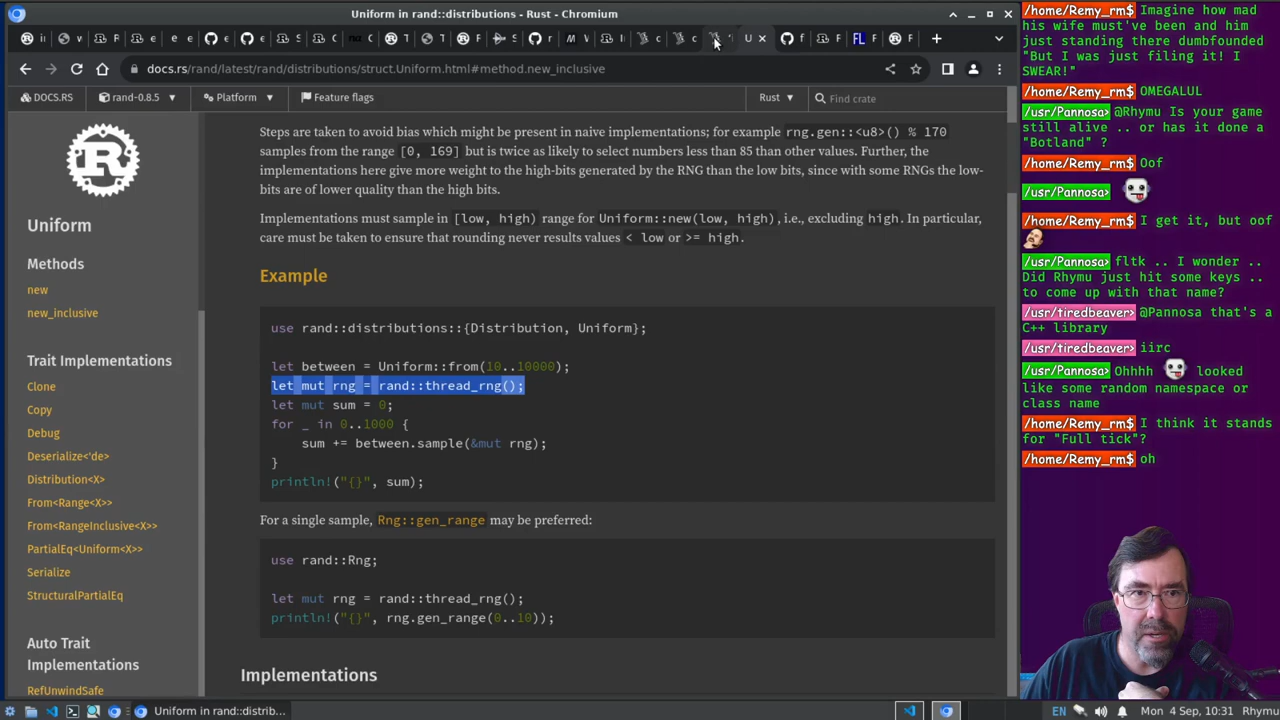 Uniform in rand::distributions - Rust - Chromium
docs.rs/rand/latest/rand/distributions/struct.Uniform.html#method.new_inclusive
DOCS.RS
rand-0.8.5
Platform
Feature flags
Rust
Find crate
Uniform
Methods
new
new_inclusive
Trait Implementations
Clone
Copy
Debug
Deserialize<'de>
Distribution<X>
From<Range<X>>
From<RangeInclusive<X>>
PartialEq<Uniform<X>>
Serialize
StructuralPartialEq
Auto Trait
Implementations
RefUnwindSafe
Steps are taken to avoid bias which might be present in naive implementations; for example rng.gen::<u8>() % 170
samples from the range [0, 169] but is twice as likely to select numbers less than 85 than other values. Further, the
implementations here give more weight to the high-bits generated by the RNG than the low bits, since with some RNGs the low-
bits are of lower quality than the high bits.
Implementations must sample in [low, high) range for Uniform::new(low, high), i.e., excluding high. In particular,
care must be taken to ensure that rounding never results values < low or >= high.
Example
use rand::distributions::{Distribution, Uniform};
let between = Uniform::from(10..10000);
let mut rng = rand::thread_rng();
let mut sum = 0;
for _ in 0..1000 {
sum += between.sample(&mut rng);
}
println!("{}", sum);
For a single sample, Rng::gen_range may be preferred:
use rand::Rng;
let mut rng = rand::thread_rng();
println!("{}", rng.gen_range(0..10));
Implementations
/home/Remy_rm$ Imagine how mad
his wife must've been and him
just standing there dumbfounded
"But I was just filing it! I
SWEAR!"
/home/Remy_rm$ OMEGALUL
/usr/Pannosa> @Rhymu Is your game
still alive .. or has it done a
"Botland" ?
/home/Remy_rm$ Oof
/usr/Pannosa>
/home/Remy_rm$ I get it, but oof
/usr/Pannosa> fltk .. I wonder ..
Did Rhymu just hit some keys ..
to come up with that name?
/usr/tiredbeaver> @Pannosa that's a
C++ library
/usr/tiredbeaver> iirc
/usr/Pannosa> Ohhhh looked
like some random namespace or
class name
/home/Remy_rm$ I think it stands
for "Full tick"?
/home/Remy_rm$ oh
Uniform in rand::distrib...
EN
Mon 4 Sep, 10:31 Rhymu